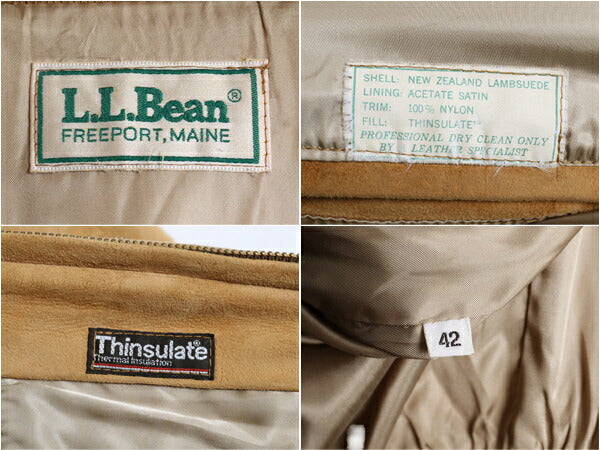 L.L.Bean®
FREEPORT, MAINE
SHELL: NEW ZEALAND LAMBSUEDE
LINING: ACETATE SATIN
TRIM: 100% NYLON
FILL: THINSULATE™
PROFESSIONAL DRY CLEAN ONLY
BY LEATHER SPECIALIST
Thinsulate®
Thermal Insulation
42